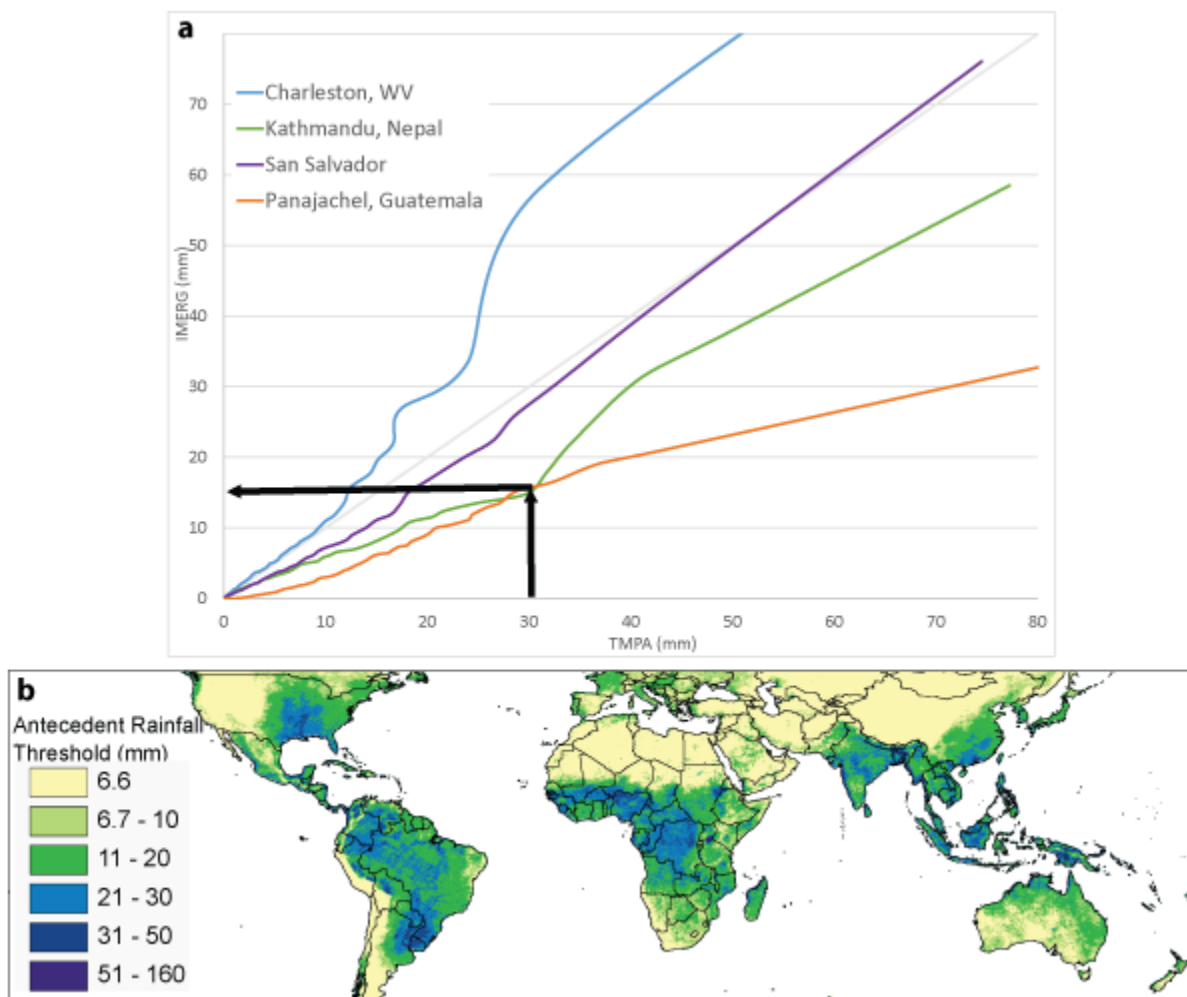 a
Charleston, WV
Kathmandu, Nepal
San Salvador
Panajachel, Guatemala
IMERG (mm)
70
60
50
40
30
20
10
0
0 10 20 30 40 50 60 70 80
TMPA (mm)
b
Antecedent Rainfall
Threshold (mm)
6.6
6.7 - 10
11 - 20
21 - 30
31 - 50
51 - 160